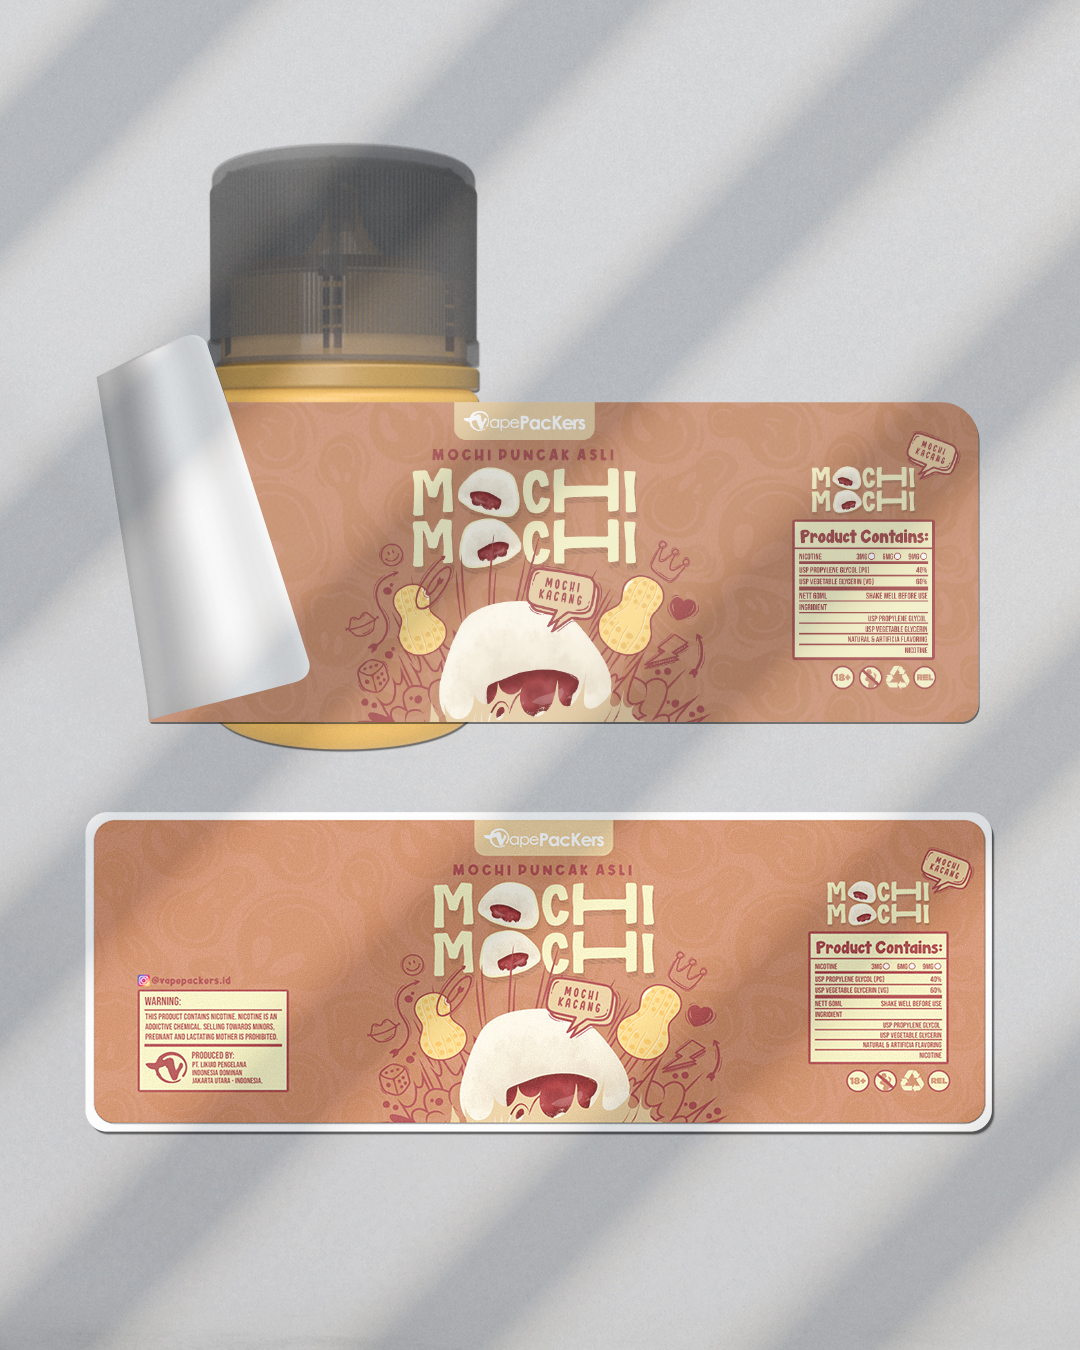 VapePacKers
MOCHI PUNCAK ASLI
MOCHI
MOCHI
MOCHI
KACANG
MOCHI
KACANG
MOCHI
MOCHI
Product Contains:
NICOTINE 3MG 6MG 9MG
USP PROPYLENE GLYCOL (PG) 40%
USP VEGETABLE GLYCERIN (VG) 60%
NETT 60ML SHAKE WELL BEFORE USE
INGRIDIENT
USP PROPYLENE GLYCOL
USP VEGETABLE GLYCERIN
NATURAL & ARTIFICIA FLAVORING
NICOTINE
18+
REL
VapePacKers
MOCHI PUNCAK ASLI
MOCHI
MOCHI
MOCHI
KACANG
@vapepackers.id
WARNING:
THIS PRODUCT CONTAINS NICOTINE, NICOTINE IS AN
ADDICTIVE CHEMICAL, SELLING TOWARDS MINORS,
PREGNANT AND LACTATING MOTHER IS PROHIBITED.
PRODUCED BY:
PT. LIKUID PENGELANA
INDONESIA DOMINAN
JAKARTA UTARA - INDONESIA.
MOCHI
KACANG
MOCHI
MOCHI
Product Contains:
NICOTINE 3MG 6MG 9MG
USP PROPYLENE GLYCOL (PG) 40%
USP VEGETABLE GLYCERIN (VG) 60%
NETT 60ML SHAKE WELL BEFORE USE
INGRIDIENT
USP PROPYLENE GLYCOL
USP VEGETABLE GLYCERIN
NATURAL & ARTIFICIA FLAVORING
NICOTINE
18+
REL